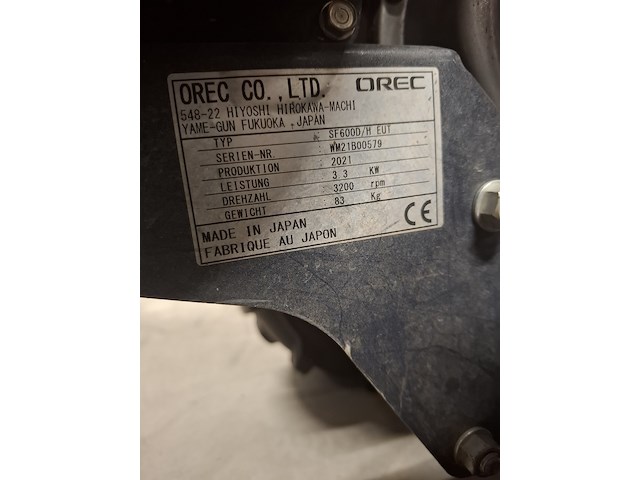 OREC CO.,LTD. OREC
548-22 HIYOSHI HIROKAWA-MACHI
YAME-GUN FUKUOKA ,JAPAN
TYP SF600D/H EUT
SERIEN-NR. WM21B00579
PRODUKTION 2021
LEISTUNG 3.3 KW
DREHZAHL 3200 rpm
GEWICHT 83 Kg
MADE IN JAPAN
FABRIQUE AU JAPON CE